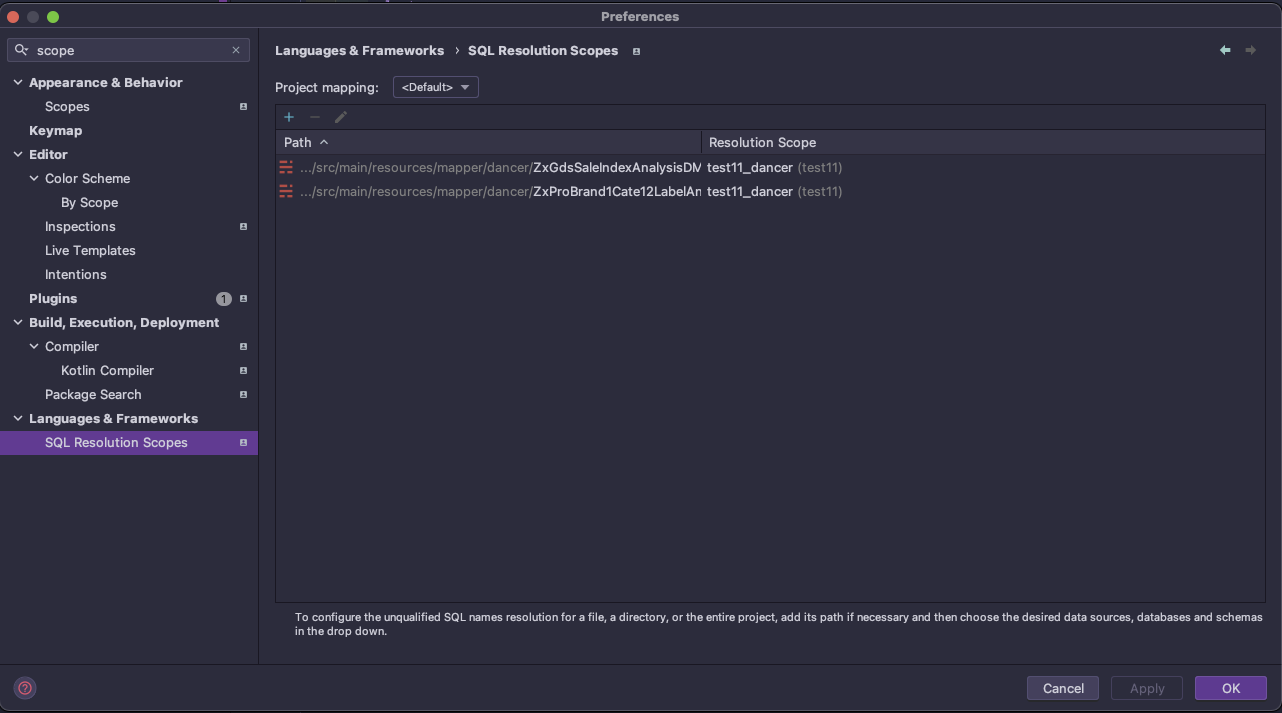 Preferences
scope
Appearance & Behavior
Scopes
Keymap
Editor
Color Scheme
By Scope
Inspections
Live Templates
Intentions
Plugins 1
Build, Execution, Deployment
Compiler
Kotlin Compiler
Package Search
Languages & Frameworks
SQL Resolution Scopes
Languages & Frameworks › SQL Resolution Scopes
Project mapping: <Default>
Path Resolution Scope
.../src/main/resources/mapper/dancer/ZxGdsSaleIndexAnalysisDM test11_dancer (test11)
.../src/main/resources/mapper/dancer/ZxProBrand1Cate12LabelAn test11_dancer (test11)
To configure the unqualified SQL names resolution for a file, a directory, or the entire project, add its path if necessary and then choose the desired data sources, databases and schemas
in the drop down.
?
Cancel Apply OK